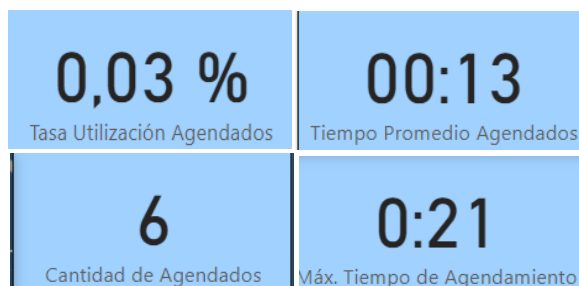 0,03 %
Tasa Utilización Agendados
00:13
Tiempo Promedio Agendados
6
Cantidad de Agendados
0:21
Máx. Tiempo de Agendamiento